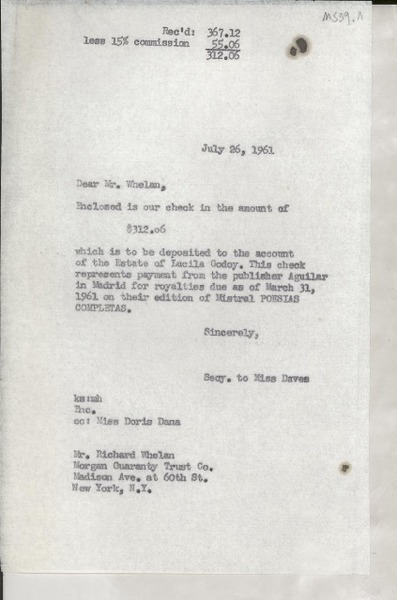 MS39.A
Rec'd: 367.12
less 15% commission 55.06
312.06
July 26, 1961
Dear Mr. Whelan,
Enclosed is our check in the amount of
$312.06
which is to be deposited to the account
of the Estate of Lucila Godoy. This check
represents payment from the publisher Aguilar
in Madrid for royalties due as of March 31,
1961 on their edition of Mistral POESIAS
COMPLETAS.
Sincerely,
Secy. to Miss Daves
ks:mh
Enc.
cc: Miss Doris Dana
Mr. Richard Whelan
Morgan Guaranty Trust Co.
Madison Ave. at 60th St.
New York, N.Y.